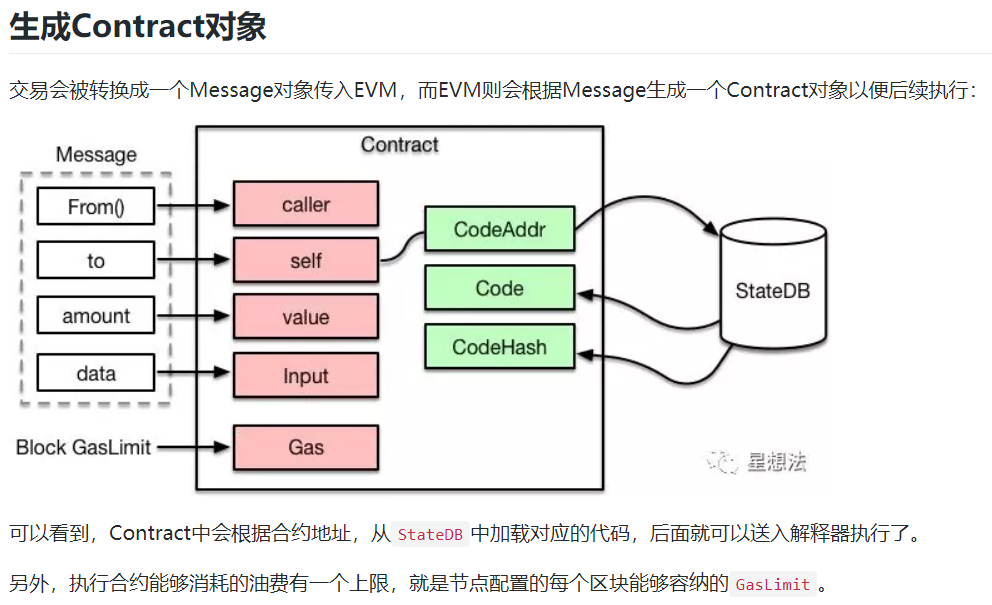 生成Contract对象
交易会被转换成一个Message对象传入EVM，而EVM则会根据Message生成一个Contract对象以便后续执行：
Message
From()
to
amount
data
Block GasLimit
Contract
caller
self
value
Input
Gas
CodeAddr
Code
CodeHash
StateDB
星想法
可以看到，Contract中会根据合约地址，从 StateDB 中加载对应的代码，后面就可以送入解释器执行了。
另外，执行合约能够消耗的油费有一个上限，就是节点配置的每个区块能够容纳的 GasLimit 。